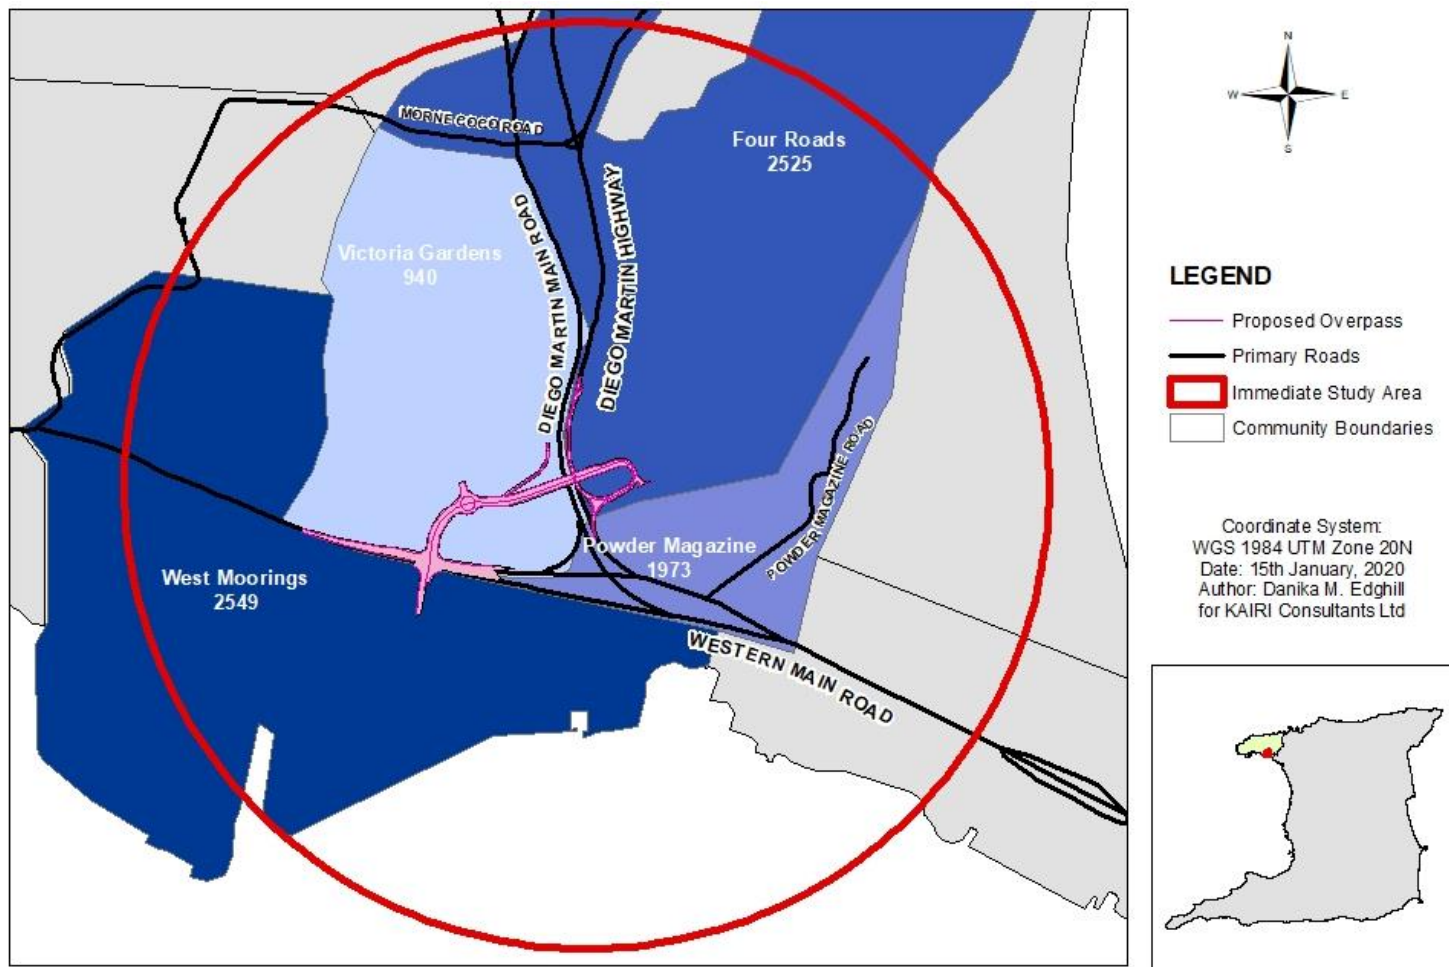 MORNE COCO ROAD
Four Roads
2525
Victoria Gardens
940
DIEGO MARTIN MAIN ROAD
DIEGO MARTIN HIGHWAY
POWDER MAGAZINE ROAD
Powder Magazine
1973
West Moorings
2549
WESTERN MAIN ROAD
N
W
E
S
LEGEND
Proposed Overpass
Primary Roads
Immediate Study Area
Community Boundaries
Coordinate System:
WGS 1984 UTM Zone 20N
Date: 15th January, 2020
Author: Danika M. Edghill
for KAIRI Consultants Ltd